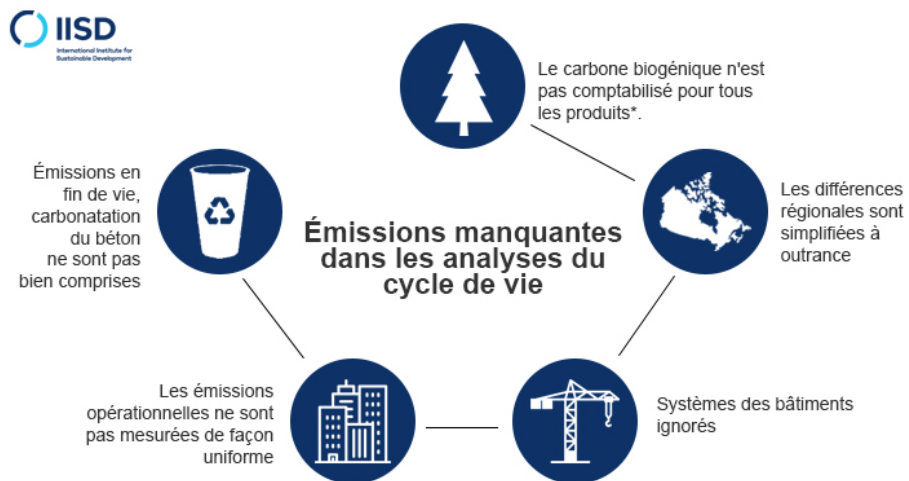 IISD
International Institute for
Sustainable Development
Le carbone biogénique n'est
pas comptabilisé pour tous
les produits*.
Émissions en
fin de vie,
carbonatation
du béton
ne sont pas
bien comprises
Les différences
régionales sont
simplifiées à
outrance
Émissions manquantes
dans les analyses du
cycle de vie
Les émissions
opérationnelles ne sont
pas mesurées de façon
uniforme
Systèmes des bâtiments
ignorés